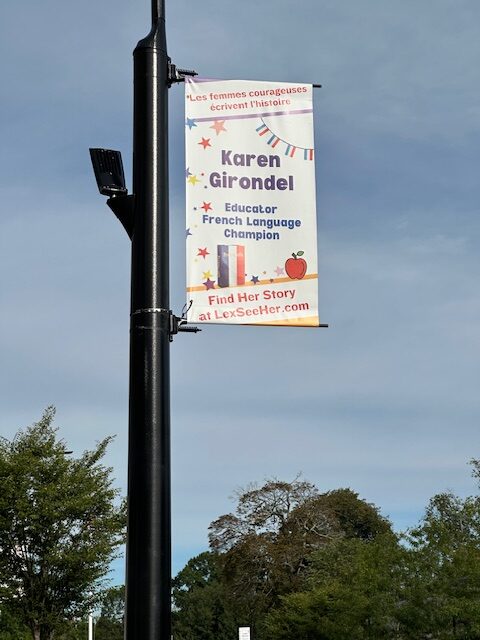 "Les femmes courageuses
écrivent l'histoire
Karen
Girondel
Educator
French Language
Champion
Find Her Story
at LexSeeHer.com